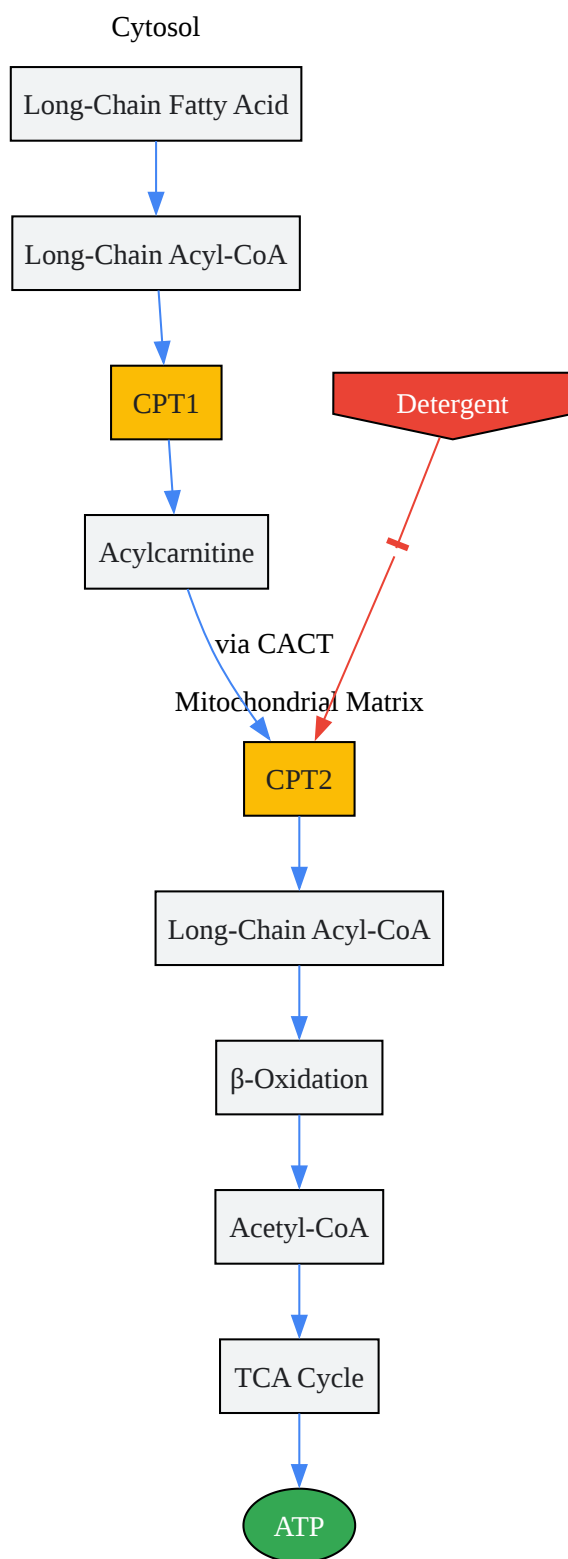 Cytosol
Long-Chain Fatty Acid
Long-Chain Acyl-CoA
CPT1
Detergent
Acylcarnitine
via CACT
Mitochondrial Matrix
CPT2
Long-Chain Acyl-CoA
β-Oxidation
Acetyl-CoA
TCA Cycle
ATP